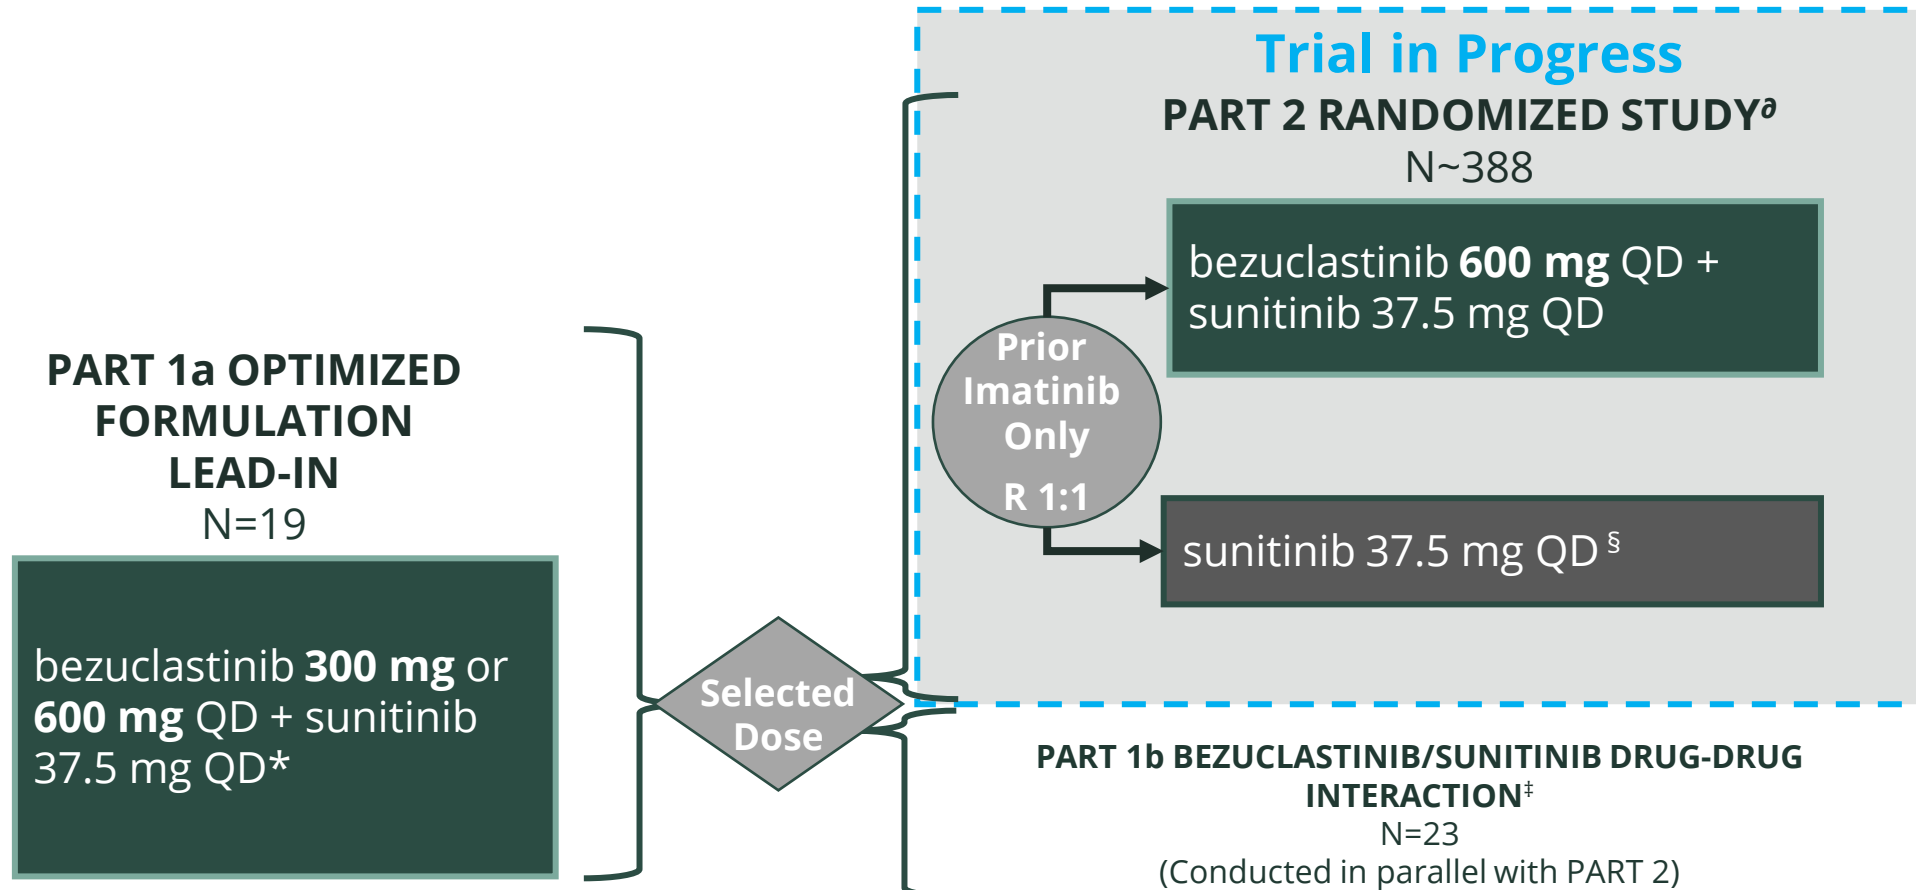 PART 1a OPTIMIZED
FORMULATION
LEAD-IN
N=19
bezuclastinib 300 mg or
600 mg QD + sunitinib
37.5 mg QD*
Selected
Dose
Trial in Progress
PART 2 RANDOMIZED STUDY∂
N~388
Prior
Imatinib
Only
R 1:1
bezuclastinib 600 mg QD +
sunitinib 37.5 mg QD
sunitinib 37.5 mg QD §
PART 1b BEZUCLASTINIB/SUNITINIB DRUG-DRUG
INTERACTION‡
N=23
(Conducted in parallel with PART 2)